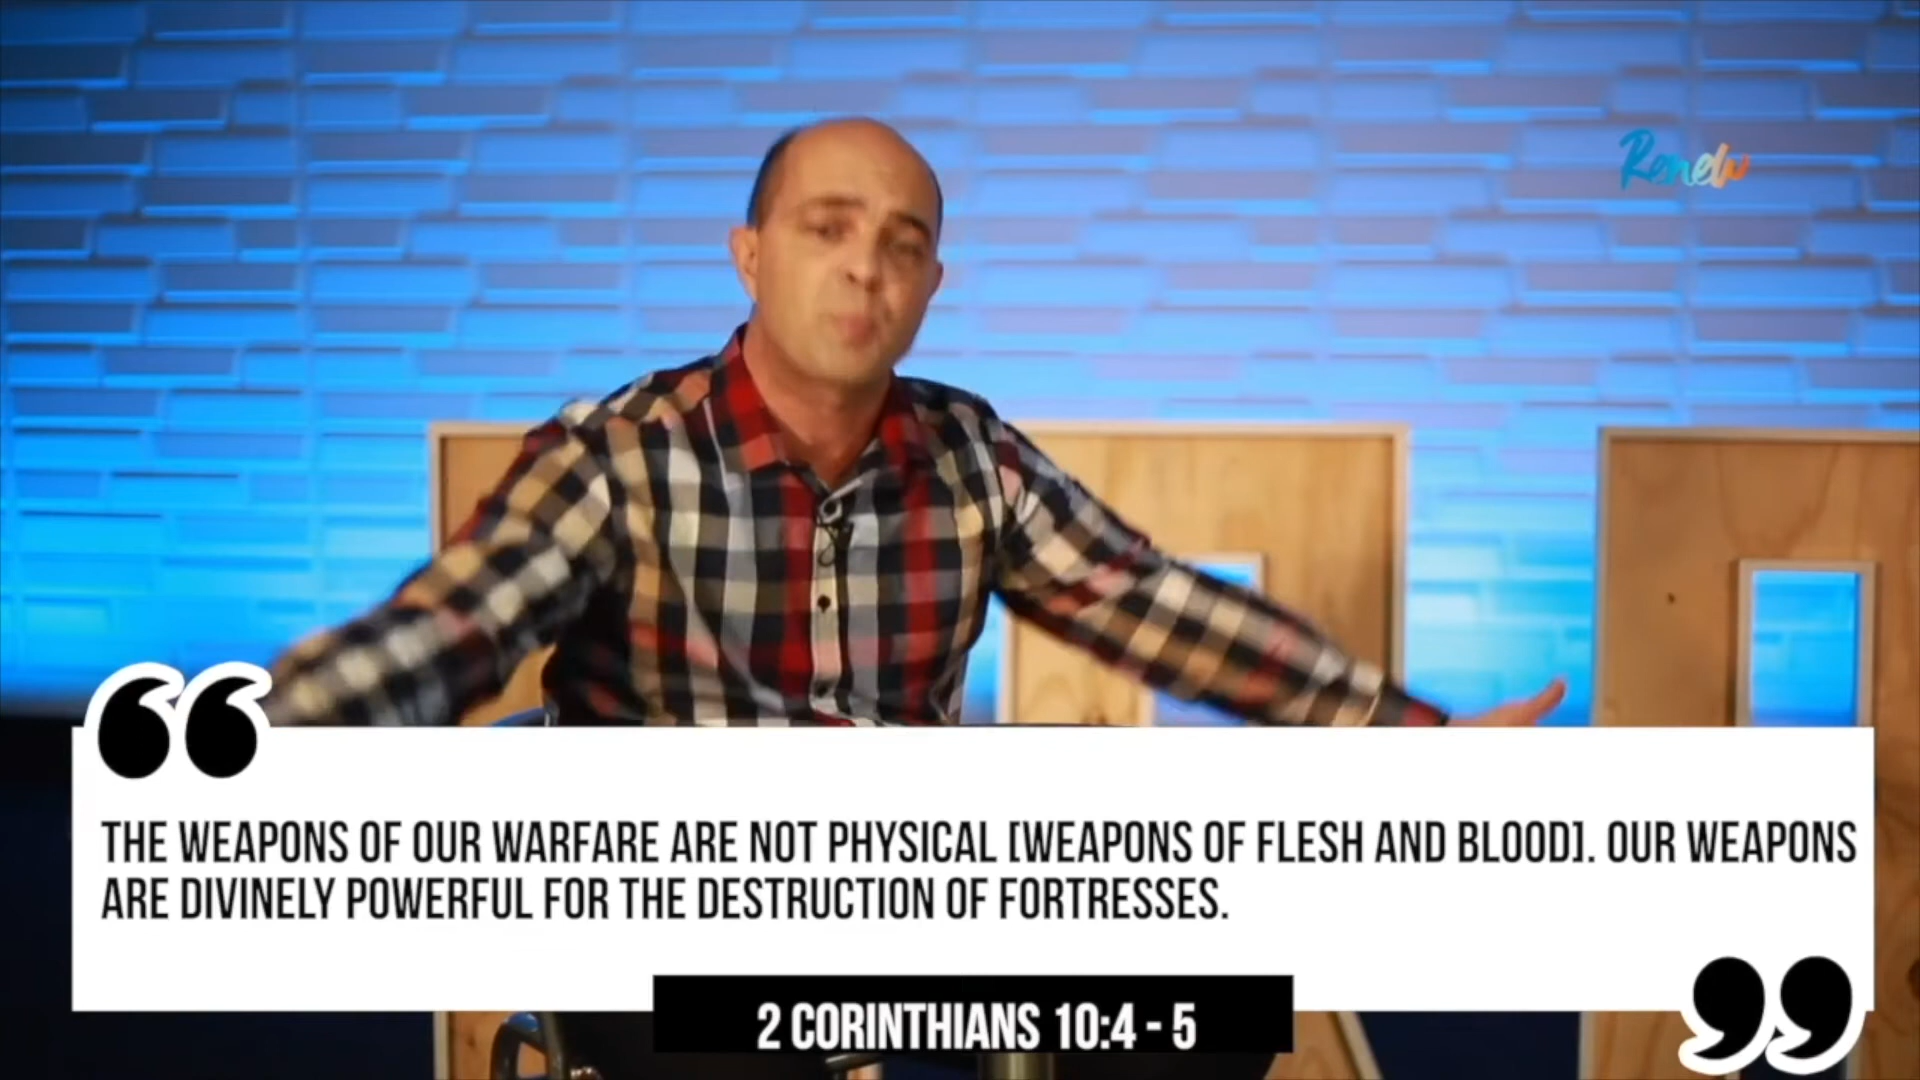 Renew
THE WEAPONS OF OUR WARFARE ARE NOT PHYSICAL [WEAPONS OF FLESH AND BLOOD]. OUR WEAPONS
ARE DIVINELY POWERFUL FOR THE DESTRUCTION OF FORTRESSES.
2 CORINTHIANS 10:4 - 5